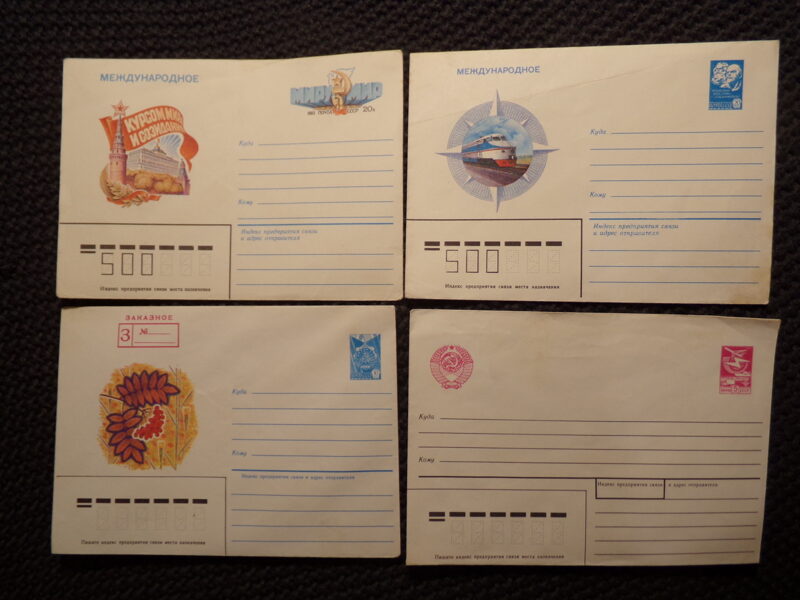 МЕЖДУНАРОДНОЕ
МИРУ МИР
20к
КУРСОМ МИРА
И СОЗИДАНИЯ
Куда
Кому
Индекс предприятия связи
и адрес отправителя
500
Индекс предприятия связи места назначения
МЕЖДУНАРОДНОЕ
Куда
Кому
Индекс предприятия связи
и адрес отправителя
500
Индекс предприятия связи места назначения
ЗАКАЗНОЕ
З №
Куда
Кому
Индекс предприятия связи и адрес отправителя
Пишите индекс предприятия связи места назначения
Куда
Кому
Индекс предприятия связи и адрес отправителя
Пишите индекс предприятия связи места назначения